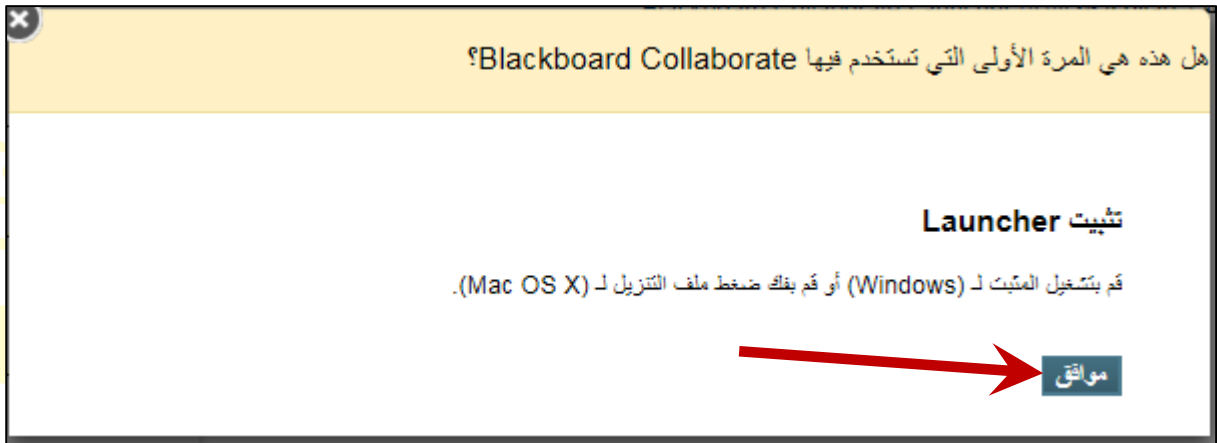 هل هذه هي المرة الأولى التي تستخدم فيها Blackboard Collaborate؟
تثبيت Launcher
قم بتشغيل المثبت لـ (Windows) أو قم بفك ضغط ملف التنزيل لـ (Mac OS X).
موافق